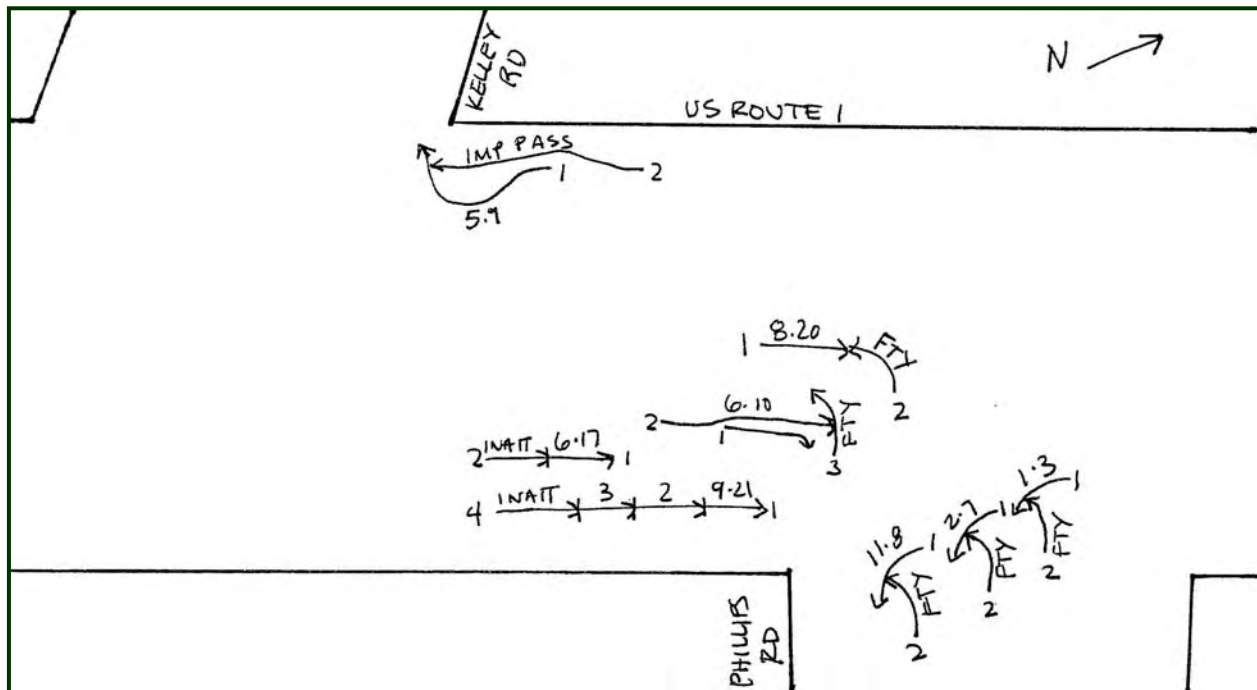 KELLEY RD
US ROUTE 1
N
IMP PASS
1
2
5.9
1
8.20
FTY
2
2
6.10
1
FTY
3
2
INATT
6.17
1
4
INATT
3
2
9.21
1
1.3
1
FTY
2
2.7
1
FTY
2
11.8
1
FTY
2
PHILLIPS RD